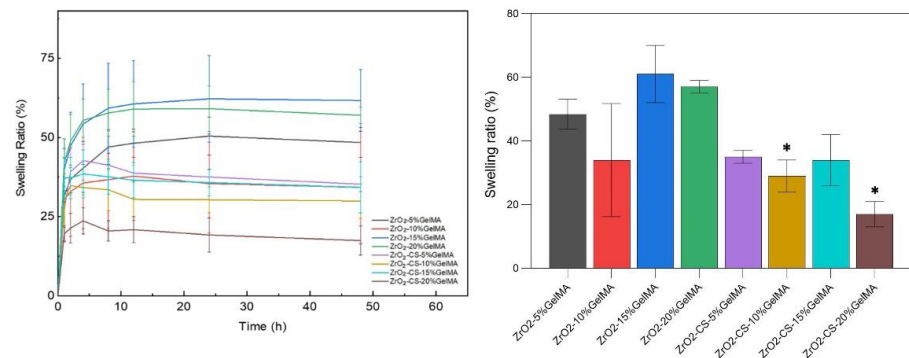 75
50
25
0
Swelling Ratio (%)
0 10 20 30 40 50 60
Time (h)
ZrO2-5%GelMA
ZrO2-10%GelMA
ZrO2-15%GelMA
ZrO2-20%GelMA
ZrO2-CS-5%GelMA
ZrO2-CS-10%GelMA
ZrO2-CS-15%GelMA
ZrO2-CS-20%GelMA
80
60
40
20
0
Swelling ratio (%)
*
*
ZrO2-5%GelMA
ZrO2-10%GelMA
ZrO2-15%GelMA
ZrO2-20%GelMA
ZrO2-CS-5%GelMA
ZrO2-CS-10%GelMA
ZrO2-CS-15%GelMA
ZrO2-CS-20%GelMA